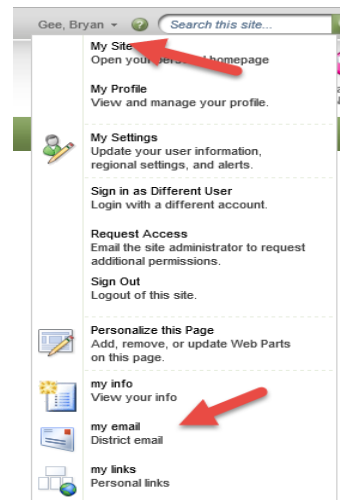 Gee, Bryan
Search this site...
My Site
Open your homepage
My Profile
View and manage your profile.
My Settings
Update your user information,
regional settings, and alerts.
Sign in as Different User
Login with a different account.
Request Access
Email the site administrator to request
additional permissions.
Sign Out
Logout of this site.
Personalize this Page
Add, remove, or update Web Parts
on this page.
my info
View your info
my email
District email
my links
Personal links